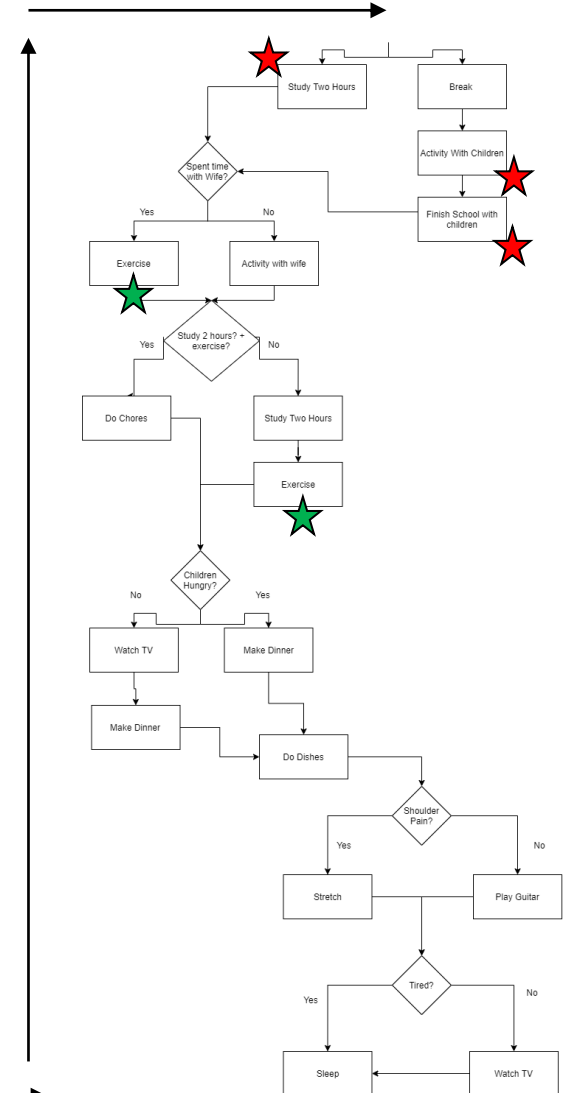 Study Two Hours
Break
Activity With Children
Finish School with
children
Spent time
with Wife?
Yes
No
Exercise
Activity with wife
Study 2 hours? +
exercise?
Yes
No
Do Chores
Study Two Hours
Exercise
Children
Hungry?
No
Yes
Watch TV
Make Dinner
Make Dinner
Do Dishes
Shoulder
Pain?
Yes
No
Stretch
Play Guitar
Tired?
Yes
No
Sleep
Watch TV